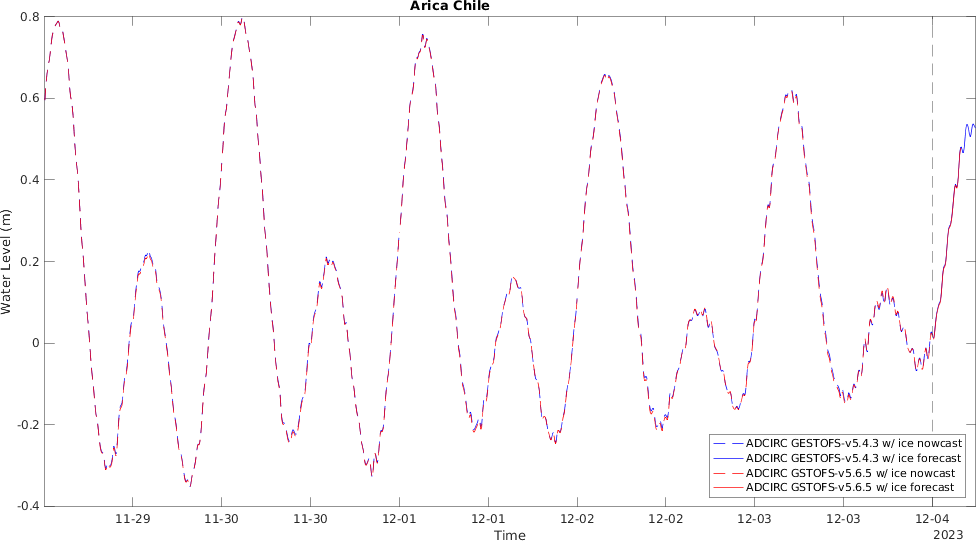 Arica Chile
0.8
0.6
0.4
0.2
0
-0.2
-0.4
Water Level (m)
ADCIRC GESTOFS-v5.4.3 w/ ice nowcast
ADCIRC GESTOFS-v5.4.3 w/ ice forecast
ADCIRC GSTOFS-v5.6.5 w/ ice nowcast
ADCIRC GSTOFS-v5.6.5 w/ ice forecast
11-29 11-30 11-30 12-01 12-01 12-02 12-02 12-03 12-03 12-04
Time 2023